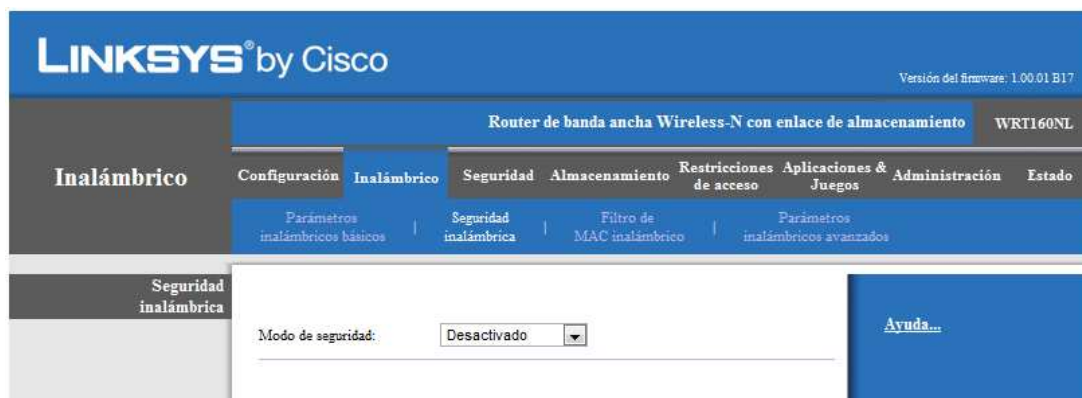 LINKSYS® by Cisco
Versión del firmware: 1.00.01 B17
Router de banda ancha Wireless-N con enlace de almacenamiento WRT160NL
Inalámbrico
Configuración Inalámbrico Seguridad Almacenamiento Restricciones de acceso Aplicaciones & Juegos Administración Estado
Parámetros inalámbricos básicos | Seguridad inalámbrica | Filtro de MAC inalámbrico | Parámetros inalámbricos avanzados
Seguridad
inalámbrica
Modo de seguridad: Desactivado
Ayuda...